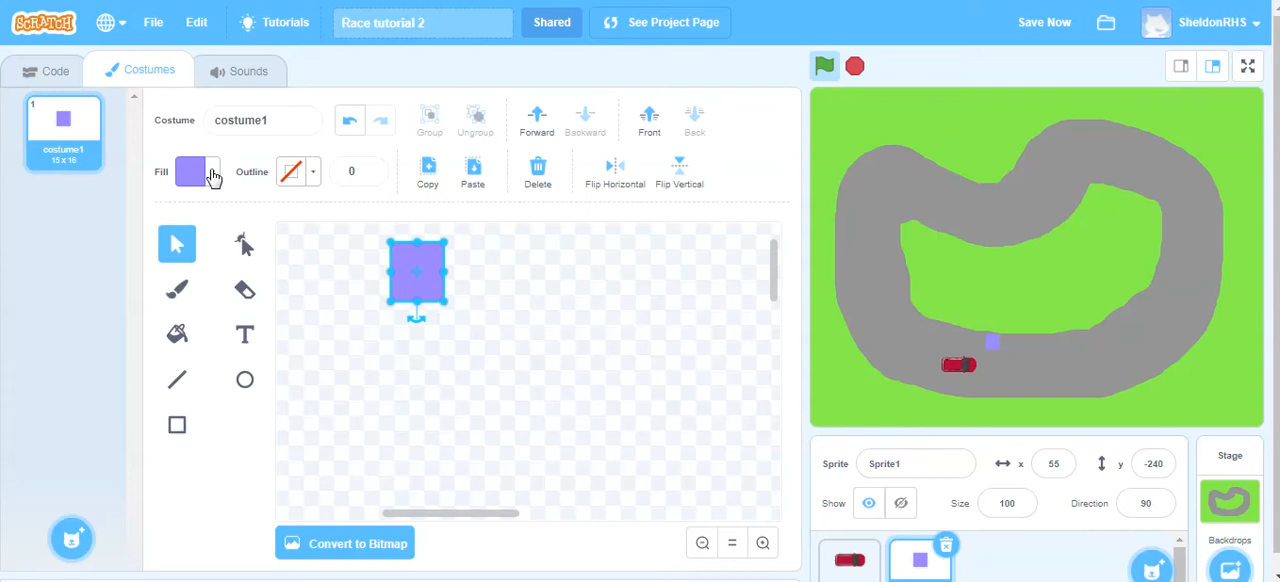 SCRATCH File Edit Tutorials Race tutorial 2 Shared See Project Page Save Now SheldonRHS
Code Costumes Sounds
1
costume1
15 x 16
Costume costume1 Group Ungroup Forward Backward Front Back
Fill Outline 0 Copy Paste Delete Flip Horizontal Flip Vertical
T
Convert to Bitmap
Sprite Sprite1 x 55 y -240
Show Size 100 Direction 90
Stage
Backdrops